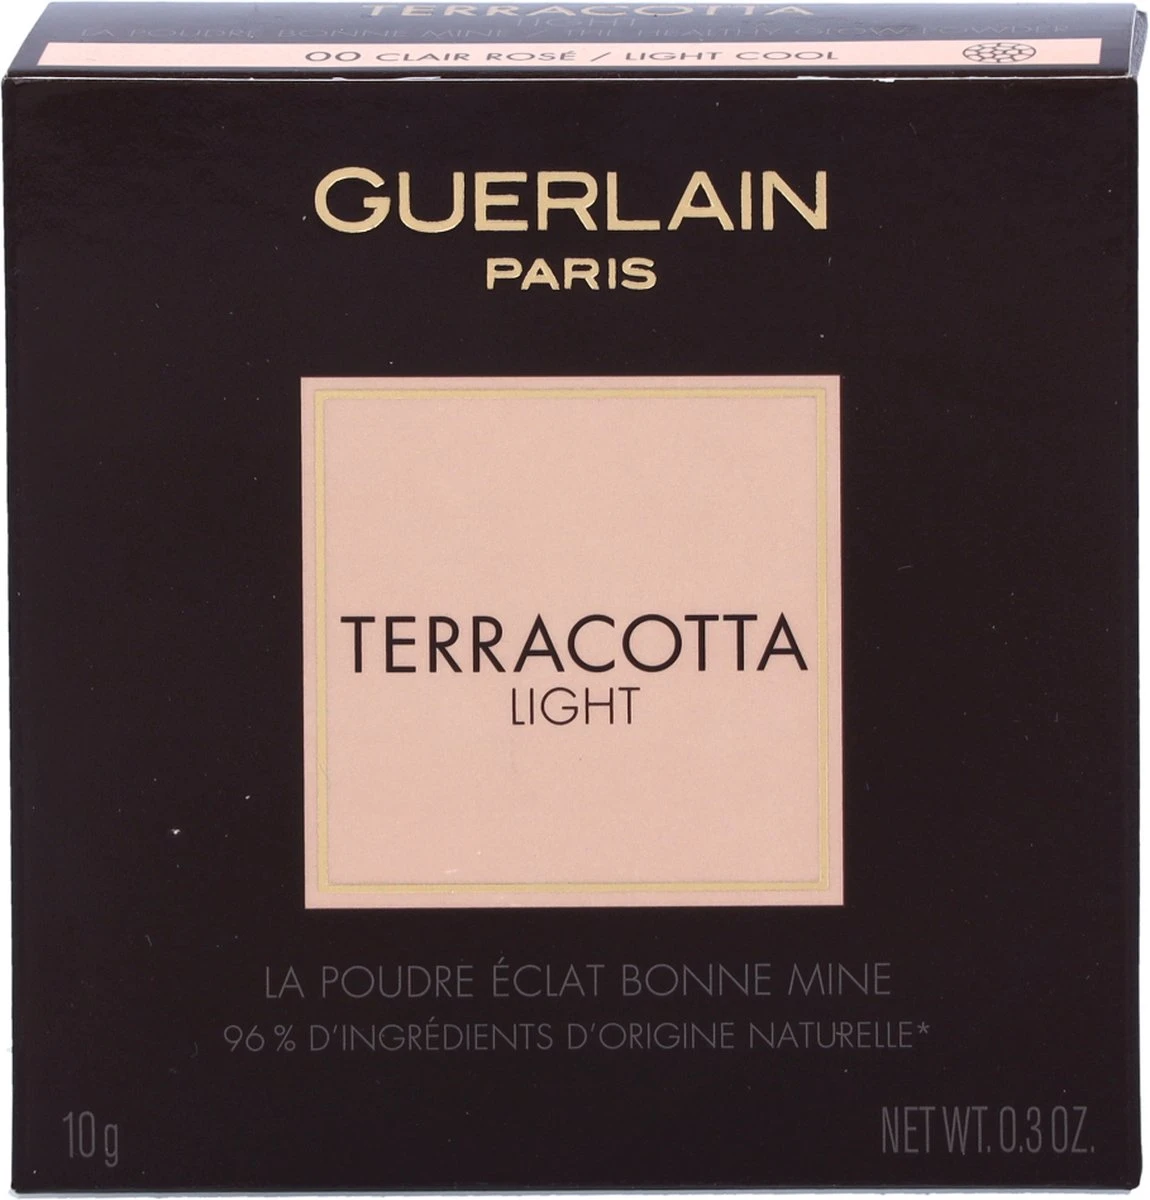 TERRACOTTA
LIGHT
LA POUDRE BONNE MINE / THE HEALTHY GLOW POWDER
00 CLAIR ROSÉ / LIGHT COOL
GUERLAIN
PARIS
TERRACOTTA
LIGHT
LA POUDRE ÉCLAT BONNE MINE
96 % D'INGRÉDIENTS D'ORIGINE NATURELLE*
10 g NET WT. 0.3 OZ.